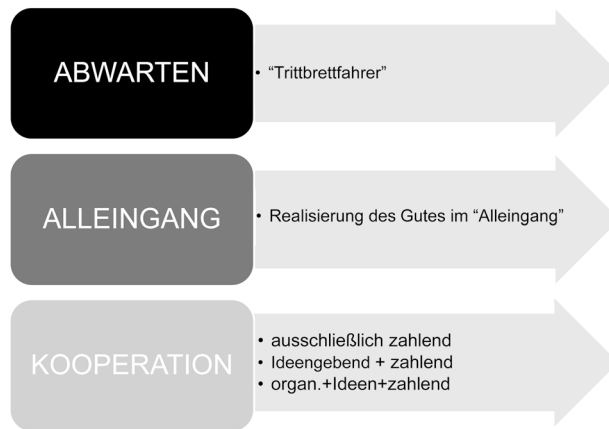 ABWARTEN
• “Trittbrettfahrer”
ALLEINGANG
• Realisierung des Gutes im “Alleingang”
KOOPERATION
• ausschließlich zahlend
• Ideengebend + zahlend
• organ.+Ideen+zahlend